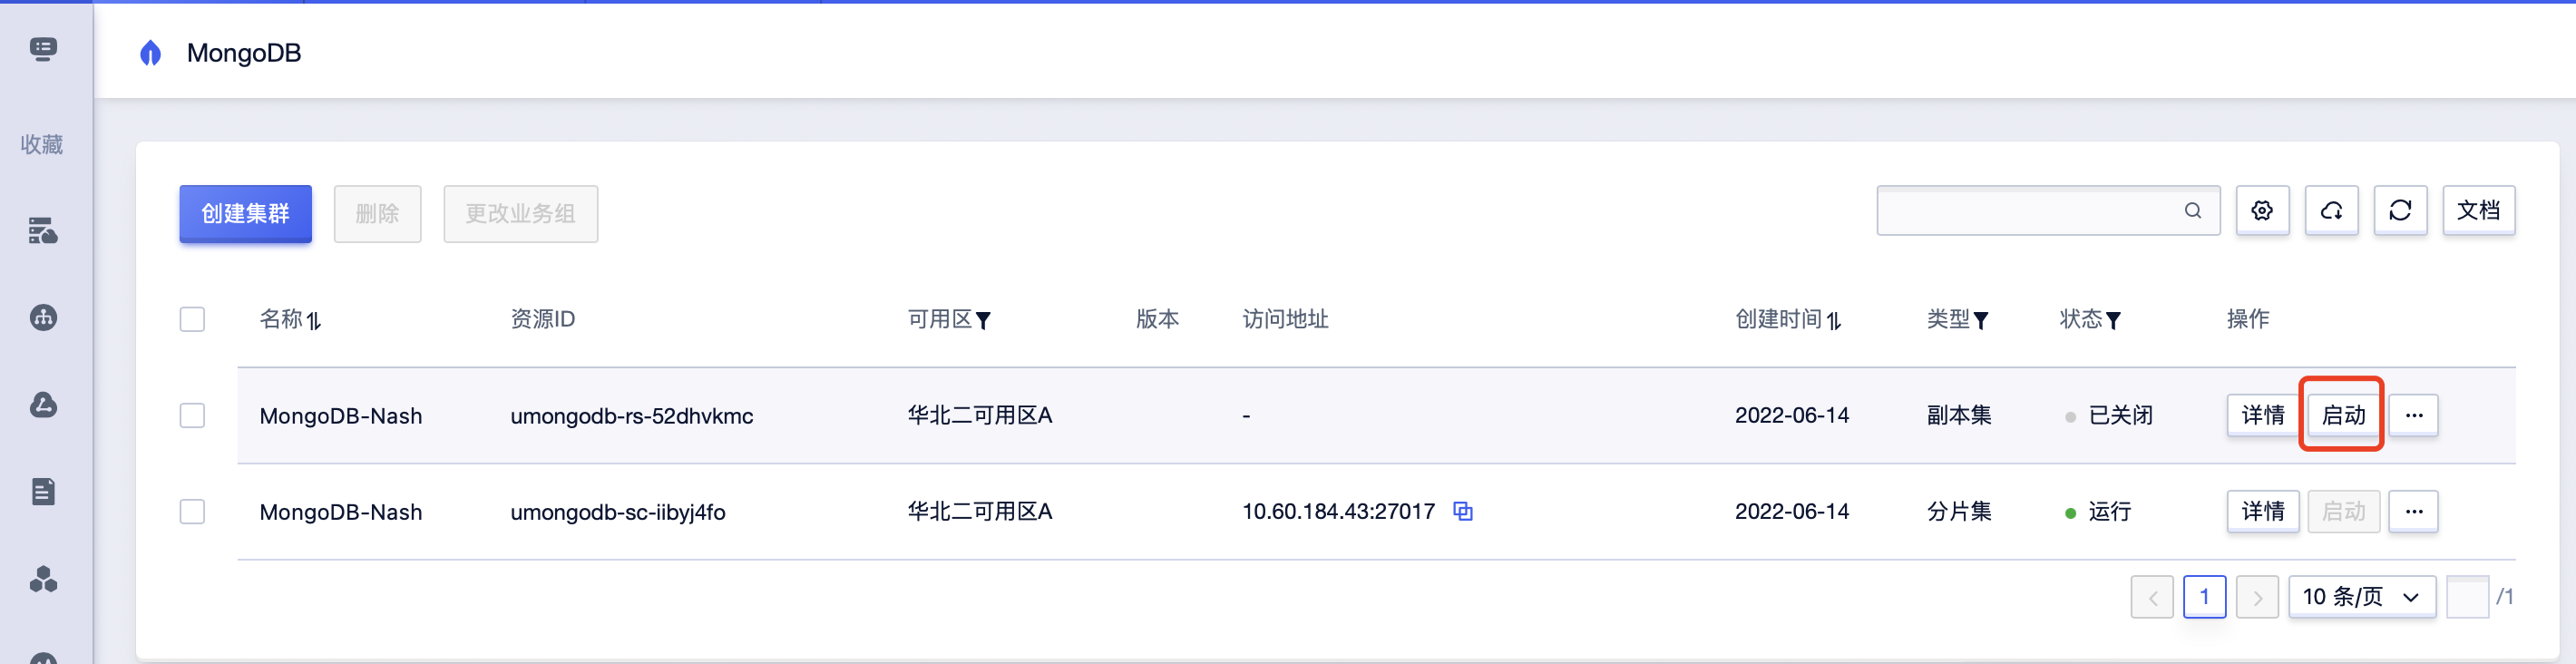 MongoDB
收藏
创建集群 删除 更改业务组 文档
名称 资源ID 可用区 版本 访问地址 创建时间 类型 状态 操作
MongoDB-Nash umongodb-rs-52dhvkmc 华北二可用区A - 2022-06-14 副本集 已关闭 详情 启动 ...
MongoDB-Nash umongodb-sc-iibyj4fo 华北二可用区A 10.60.184.43:27017 2022-06-14 分片集 运行 详情 启动 ...
< 1 > 10 条/页 /1